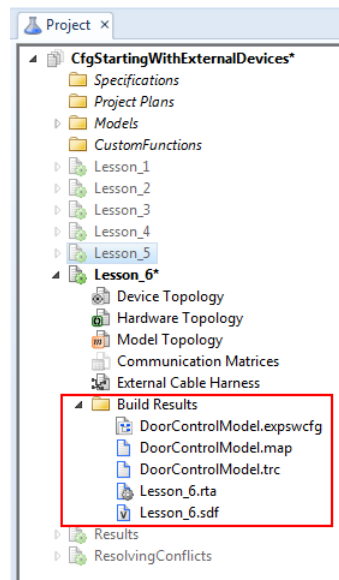 Project
CfgStartingWithExternalDevices*
Specifications
Project Plans
Models
CustomFunctions
Lesson_1
Lesson_2
Lesson_3
Lesson_4
Lesson_5
Lesson_6*
Device Topology
Hardware Topology
Model Topology
Communication Matrices
External Cable Harness
Build Results
DoorControlModel.expswcfg
DoorControlModel.map
DoorControlModel.trc
Lesson_6.rta
Lesson_6.sdf
Results
ResolvingConflicts